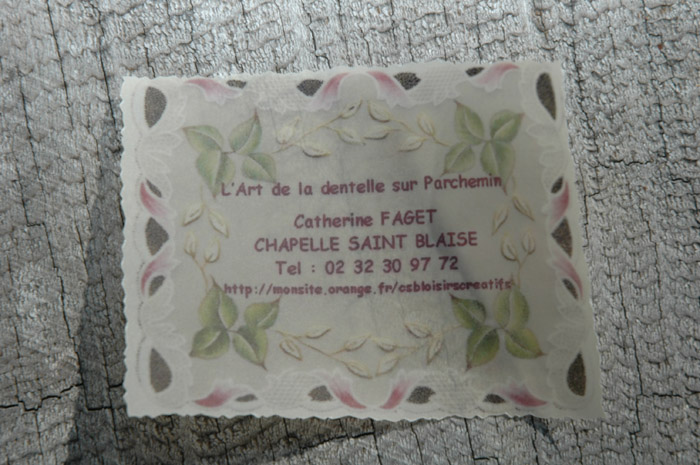 L'Art de la dentelle sur Parchemin
Catherine FAGET
CHAPELLE SAINT BLAISE
Tel : 02 32 30 97 72
http://monsite.orange.fr/csbloisirscreatifs